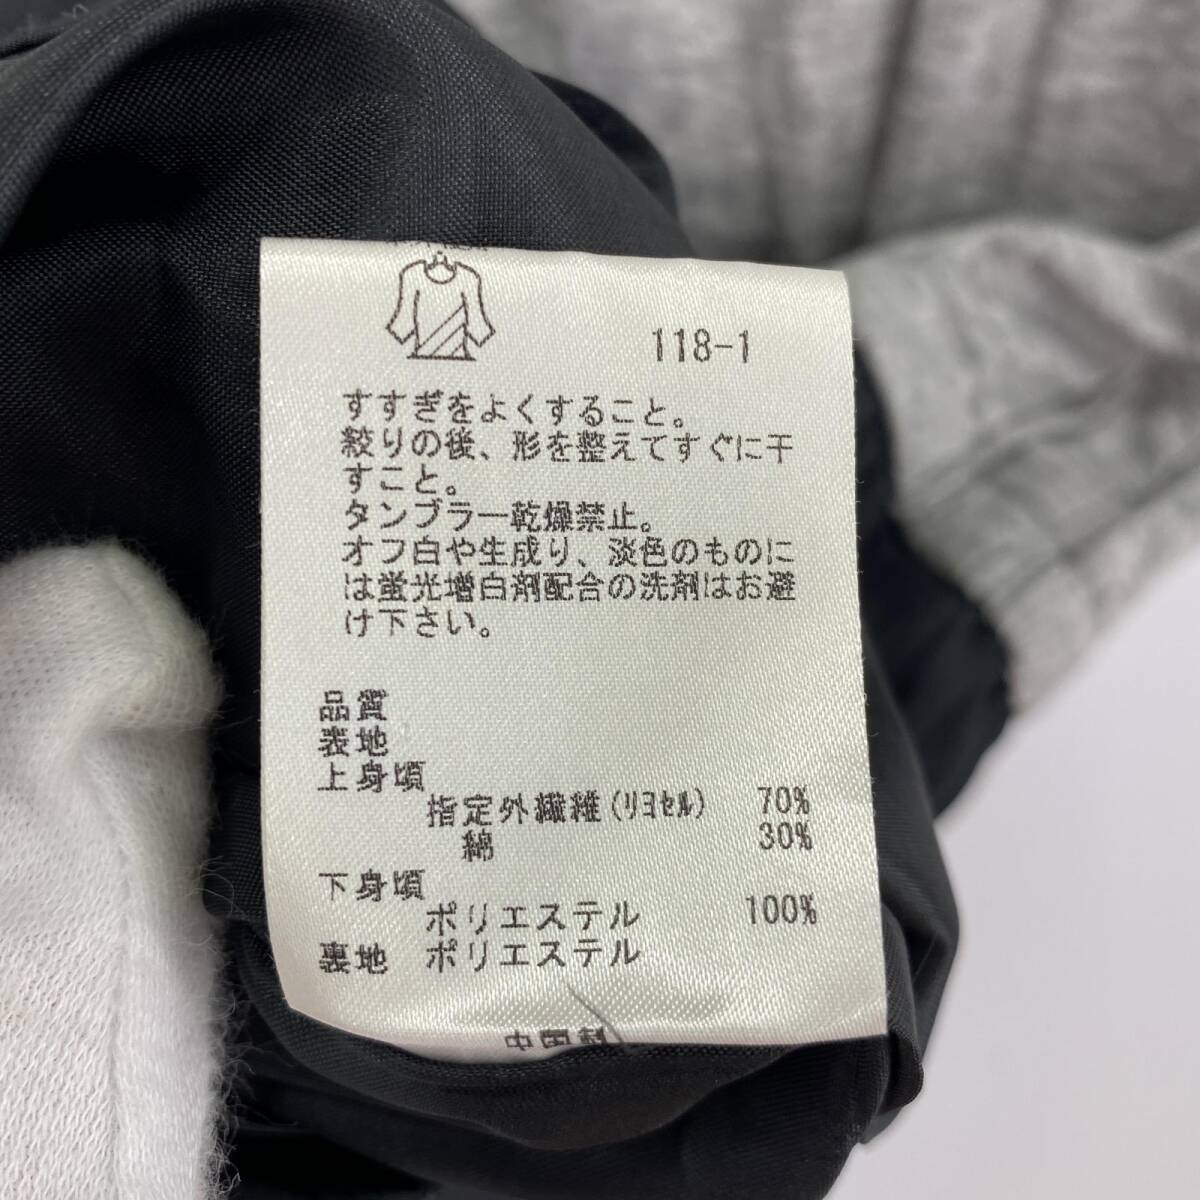 118-1
すすぎをよくすること。
絞りの後、形を整えてすぐに干
すこと。
タンブラー乾燥禁止。
オフ白や生成り、淡色のものに
は蛍光増白剤配合の洗剤はお避
け下さい。
品質
表地
上身頃
指定外繊維(ﾘﾖｾﾙ) 70%
綿 30%
下身頃
ポリエステル 100%
裏地 ポリエステル
中国製